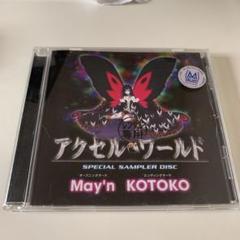 アクセル・ワールド
SPECIAL SAMPLER DISC
オープニングテーマ エンディングテーマ
May'n KOTOKO